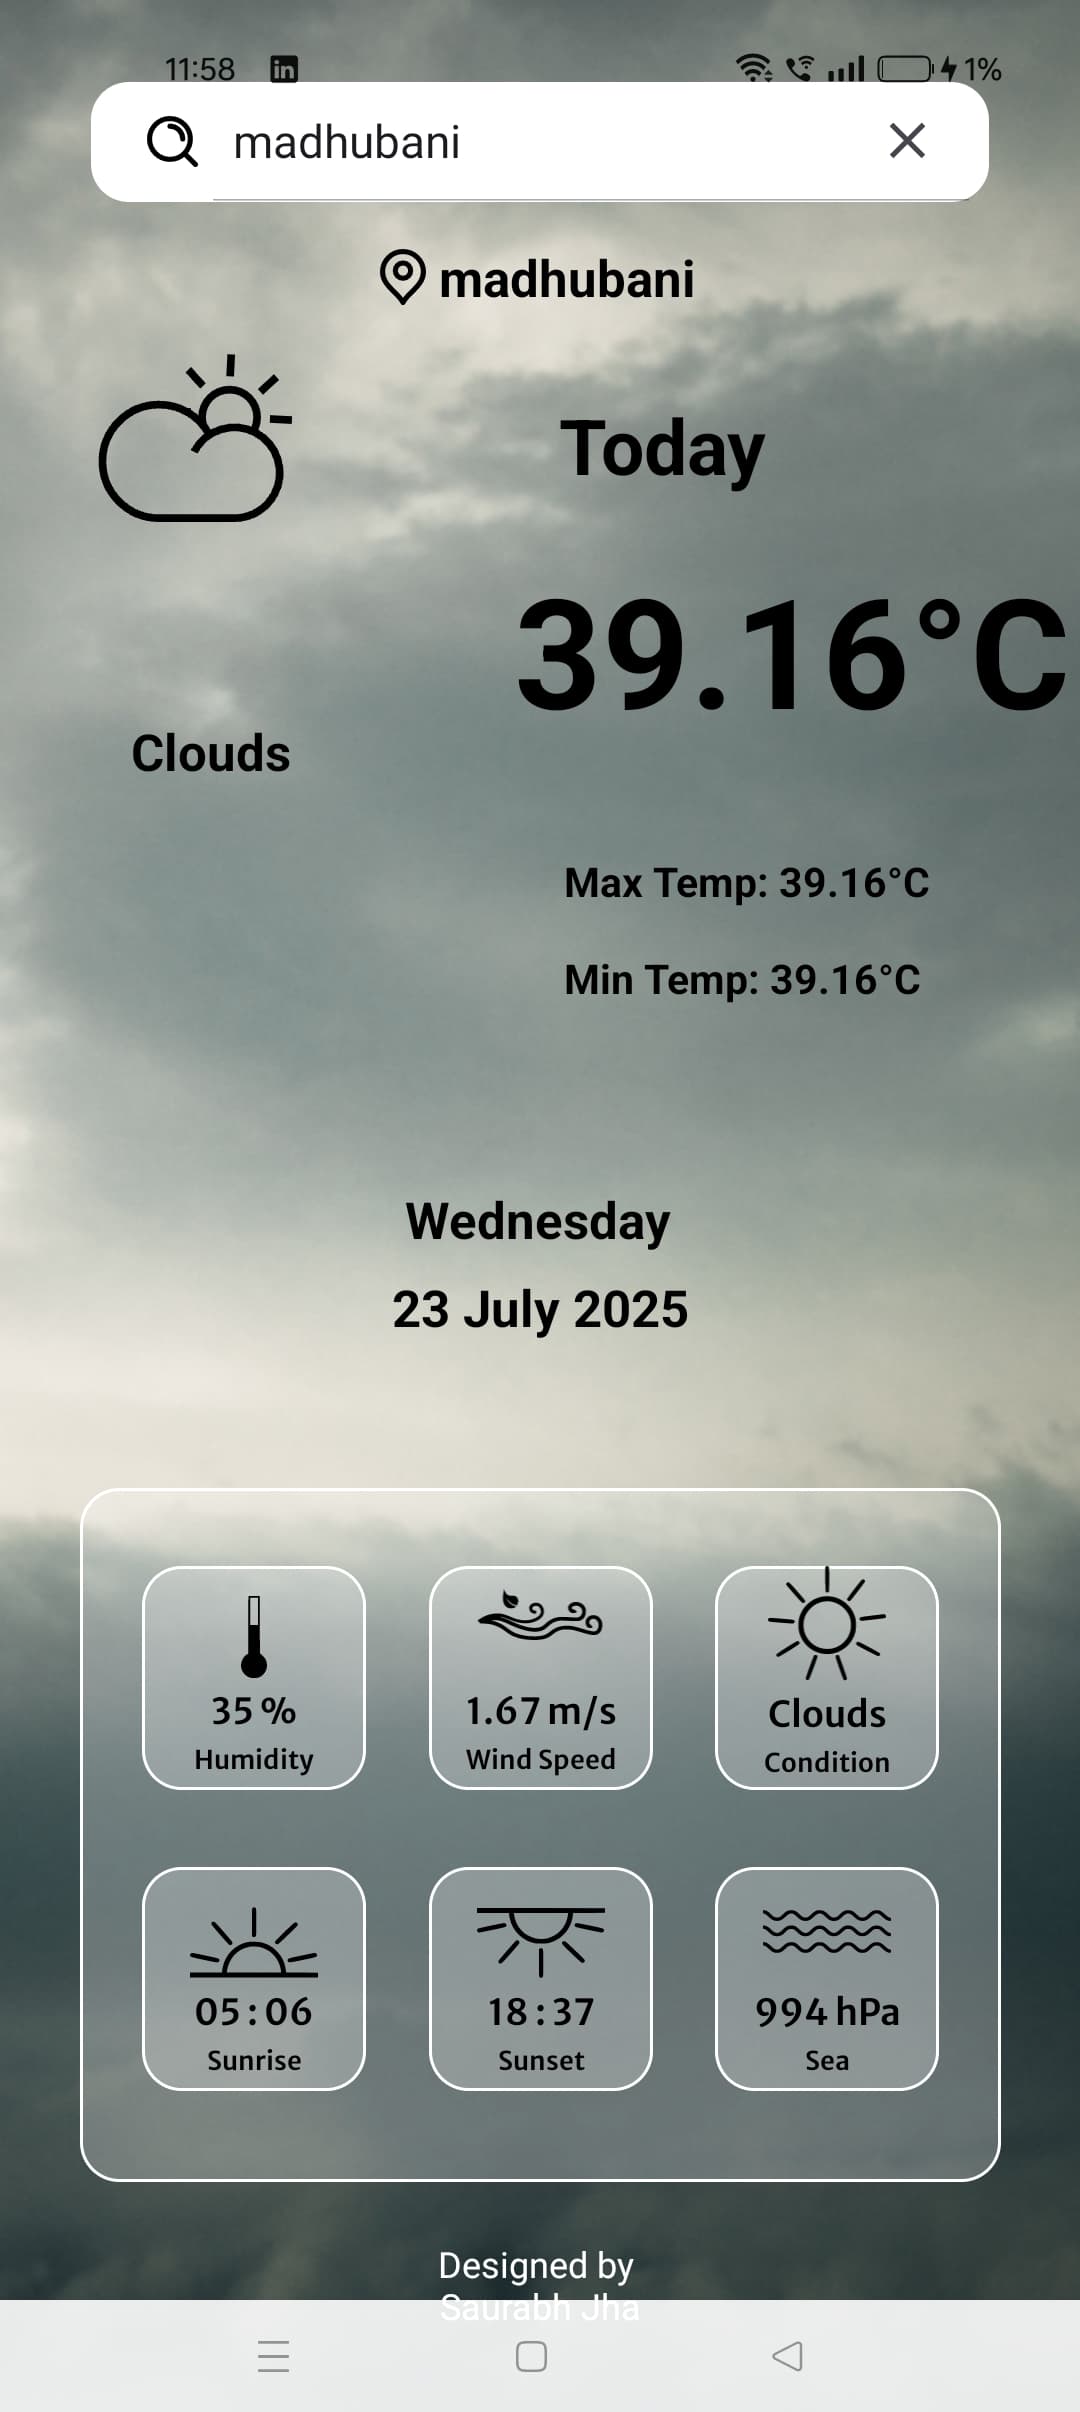 11:58 in 1%
madhubani
madhubani
Today
39.16°C
Clouds
Max Temp: 39.16°C
Min Temp: 39.16°C
Wednesday
23 July 2025
35 % 1.67 m/s Clouds
Humidity Wind Speed Condition
05 : 06 18 : 37 994 hPa
Sunrise Sunset Sea
Designed by
Saurabh Jha